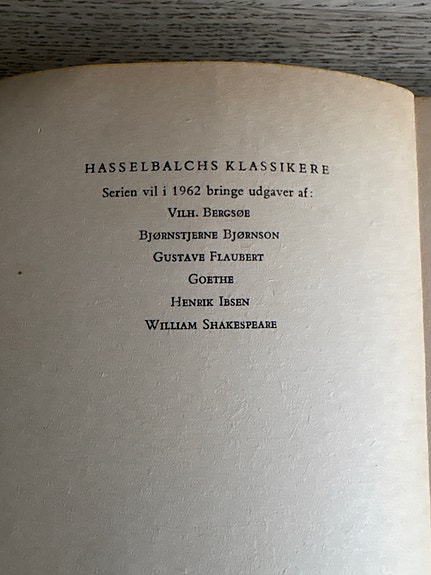 HASSELBALCHS KLASSIKERE
Serien vil i 1962 bringe udgaver af:
VILH. BERGSØE
BJØRNSTJERNE BJØRNSON
GUSTAVE FLAUBERT
GOETHE
HENRIK IBSEN
WILLIAM SHAKESPEARE